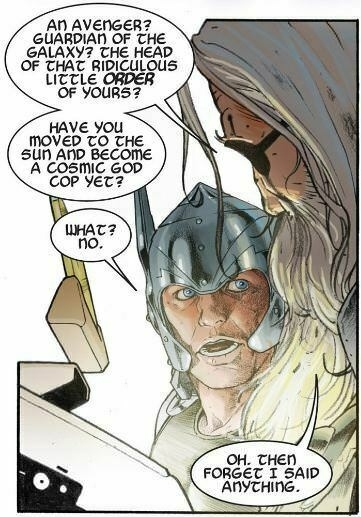 AN AVENGER?
GUARDIAN OF THE
GALAXY? THE HEAD
OF THAT RIDICULOUS
LITTLE ORDER
OF YOURS?
HAVE YOU
MOVED TO THE
SUN AND BECOME
A COSMIC GOD
COP YET?
WHAT?
NO.
OH. THEN
FORGET I SAID
ANYTHING.